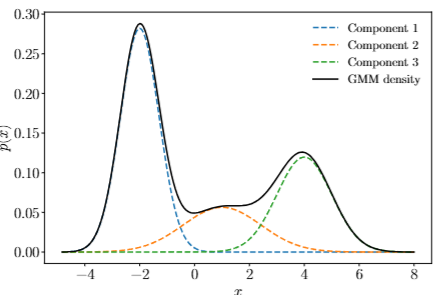 0.30
0.25
0.20
0.15
0.10
0.05
0.00
p(x)
Component 1
Component 2
Component 3
GMM density
−4 −2 0 2 4 6 8
x